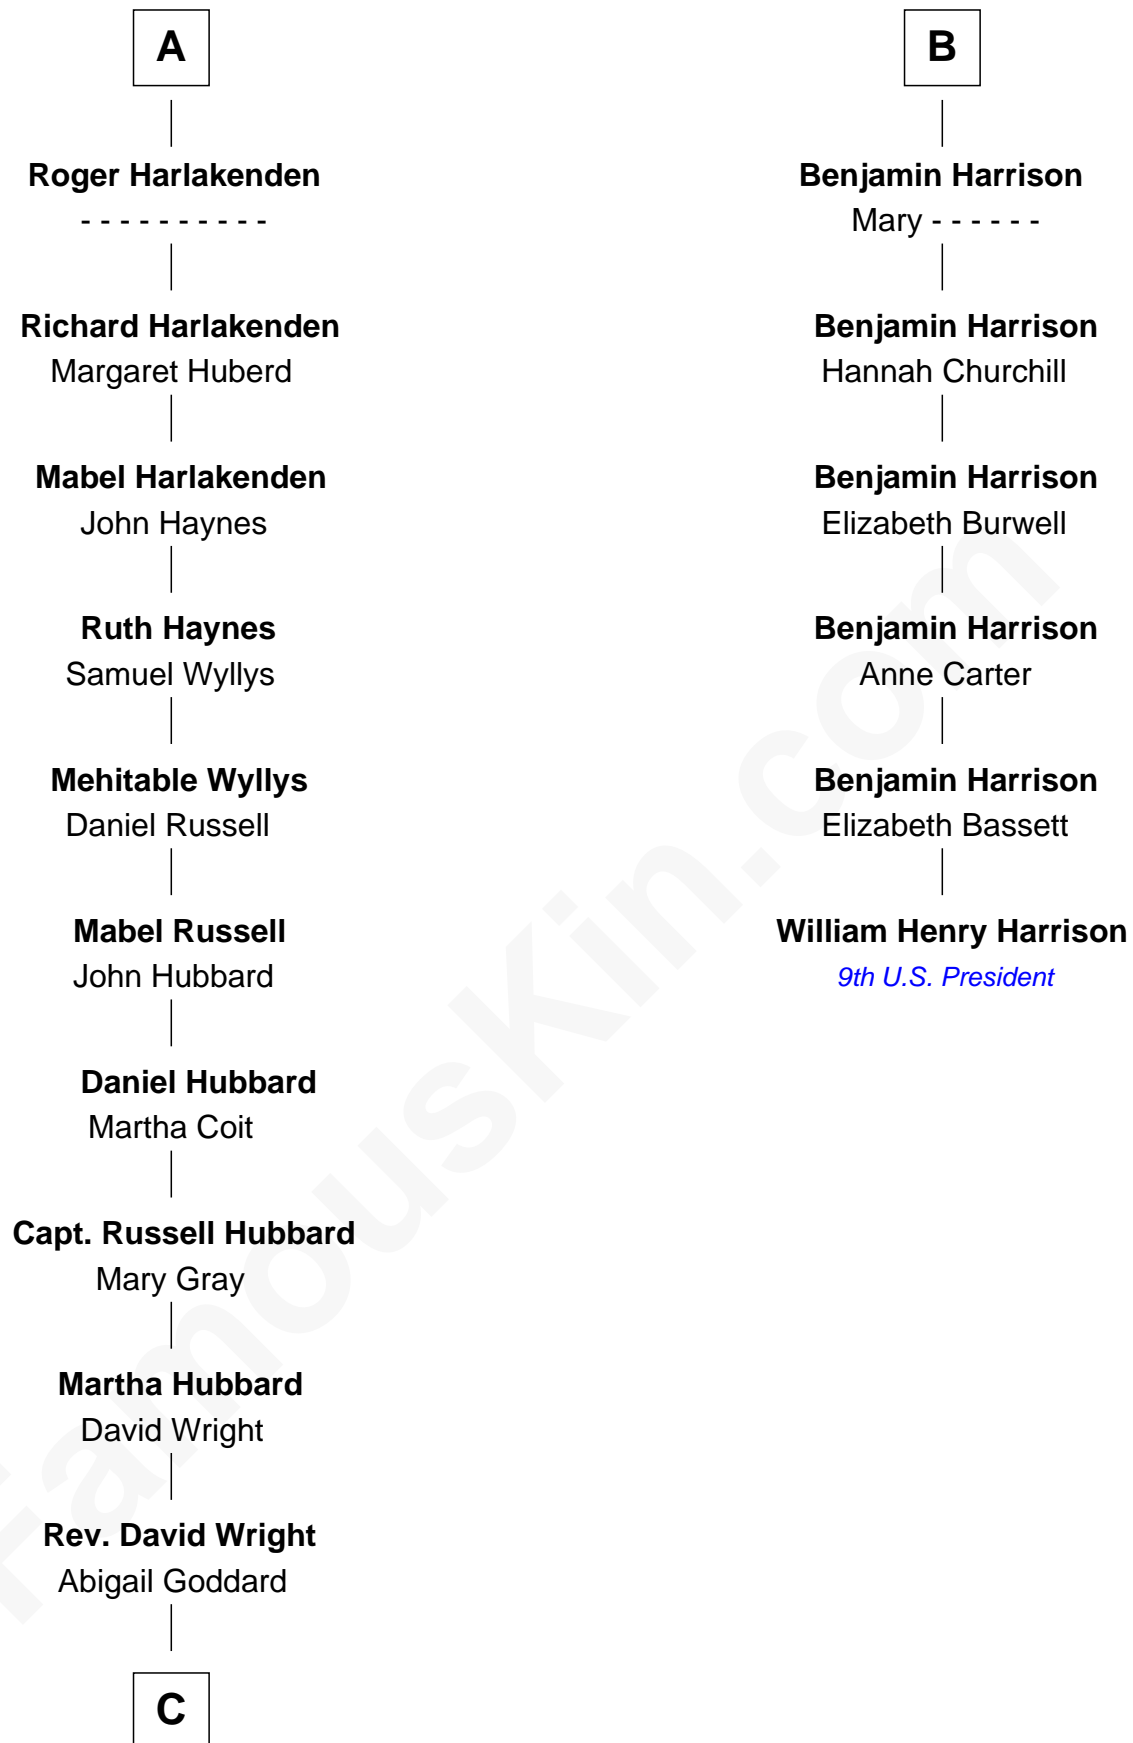 A
Roger Harlakenden
- - - - - - - - - -
Richard Harlakenden
Margaret Huberd
Mabel Harlakenden
John Haynes
Ruth Haynes
Samuel Wyllys
Mehitable Wyllys
Daniel Russell
Mabel Russell
John Hubbard
Daniel Hubbard
Martha Coit
Capt. Russell Hubbard
Mary Gray
Martha Hubbard
David Wright
Rev. David Wright
Abigail Goddard
C
B
Benjamin Harrison
Mary - - - - - -
Benjamin Harrison
Hannah Churchill
Benjamin Harrison
Elizabeth Burwell
Benjamin Harrison
Anne Carter
Benjamin Harrison
Elizabeth Bassett
William Henry Harrison
9th U.S. President
FamousKin.com